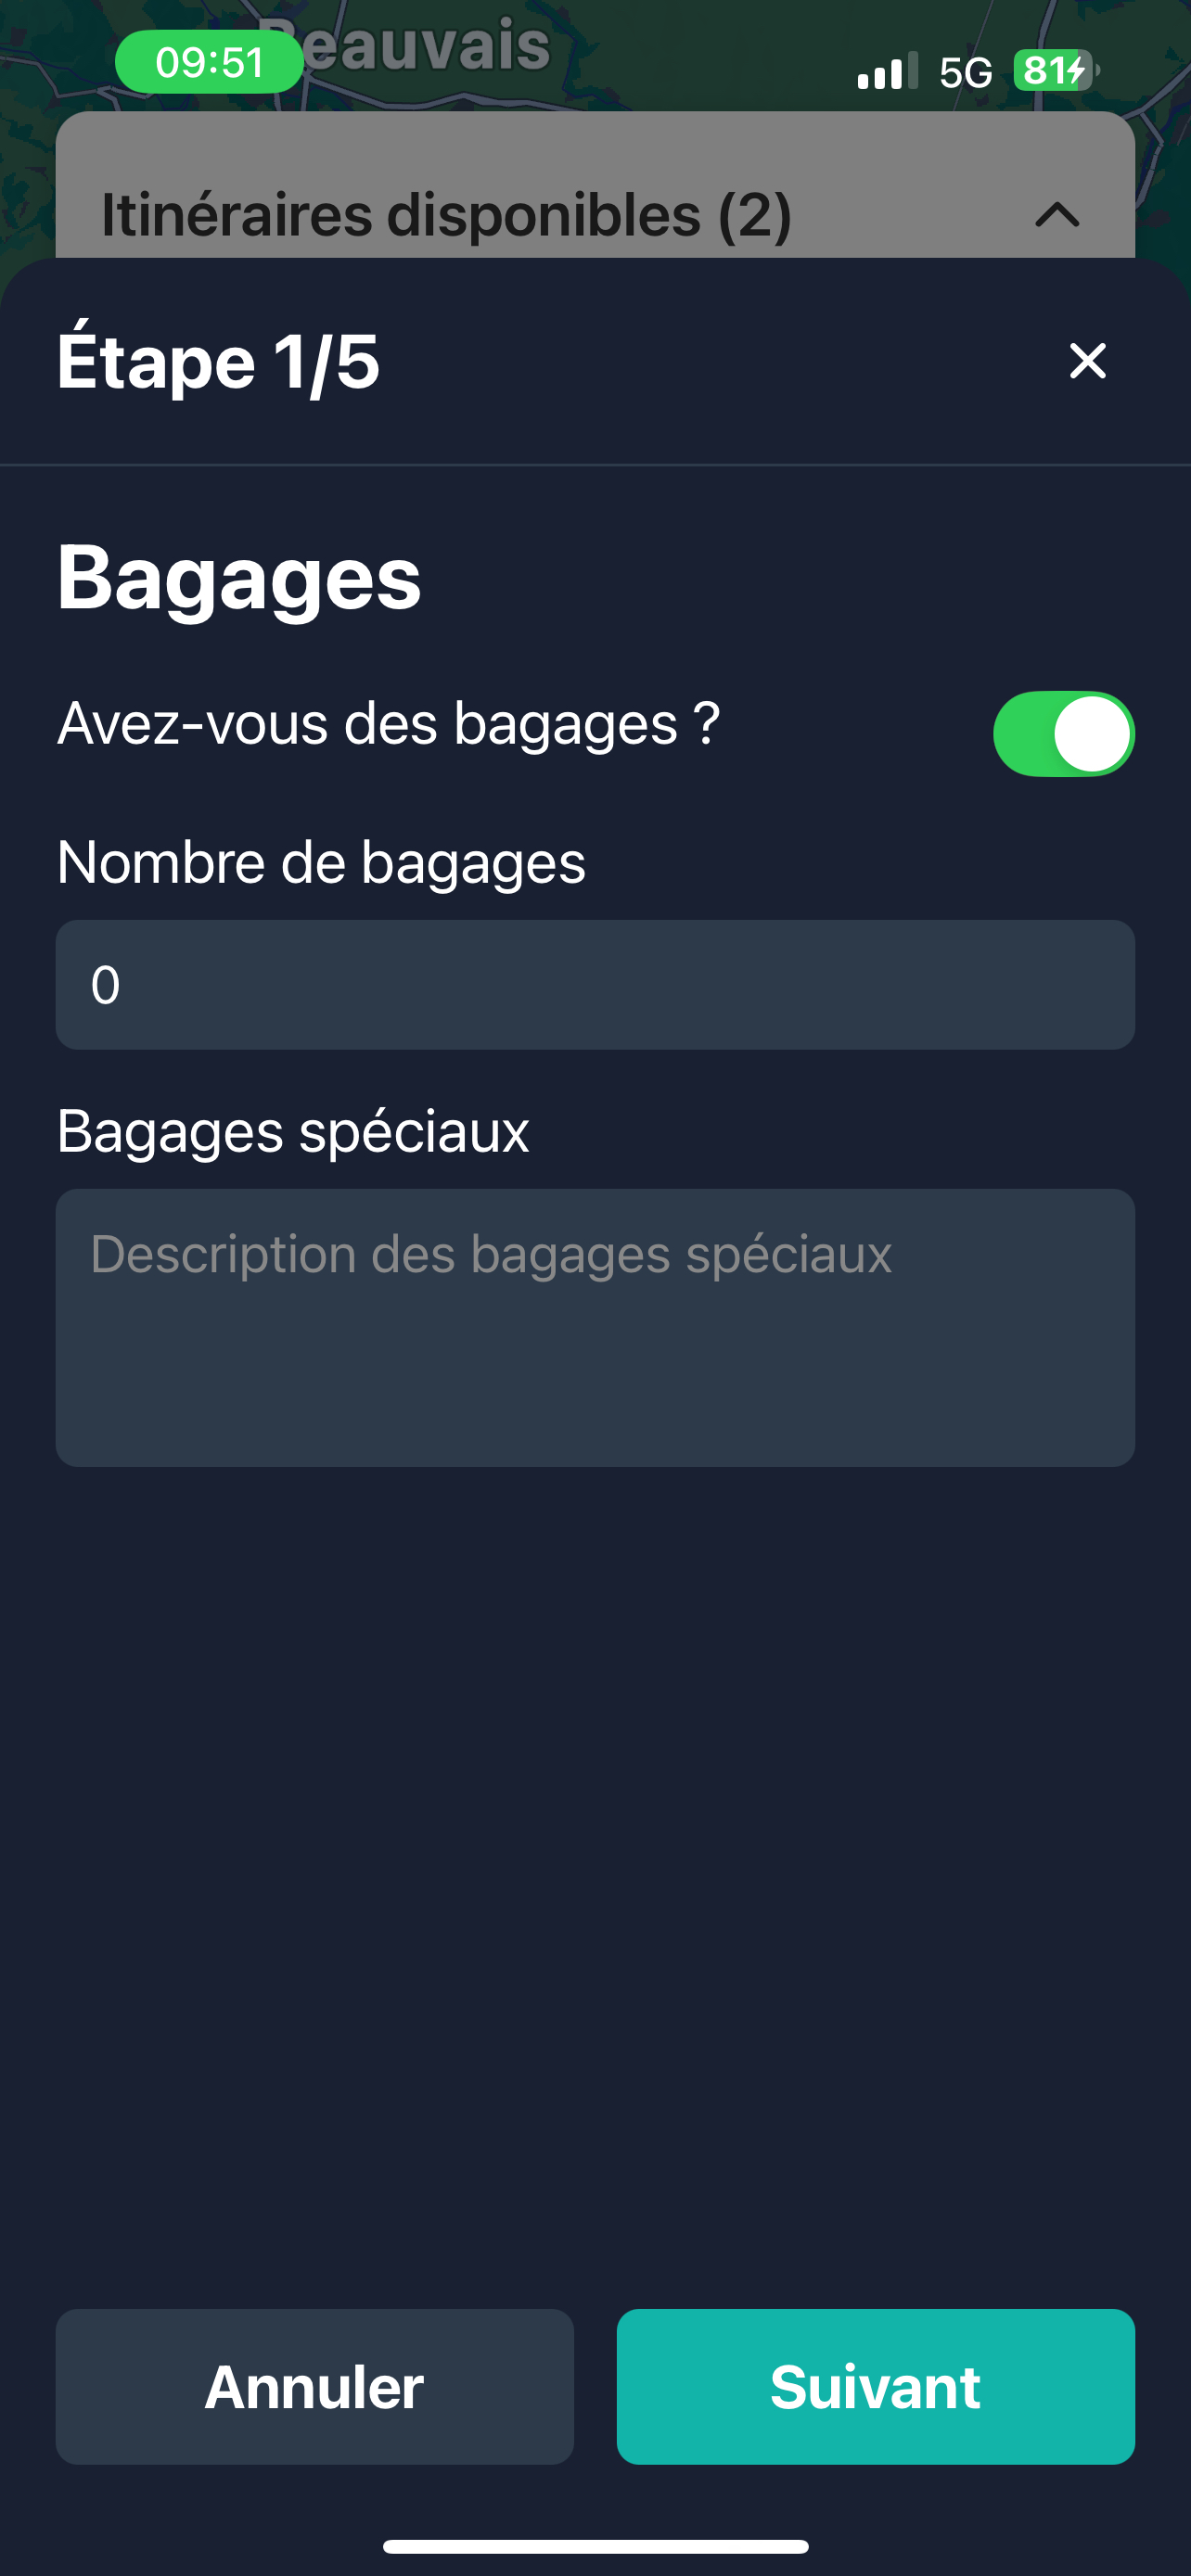 Beauvais
09:51
5G
81
Itinéraires disponibles (2)
Étape 1/5
Bagages
Avez-vous des bagages ?
Nombre de bagages
0
Bagages spéciaux
Description des bagages spéciaux
Annuler
Suivant